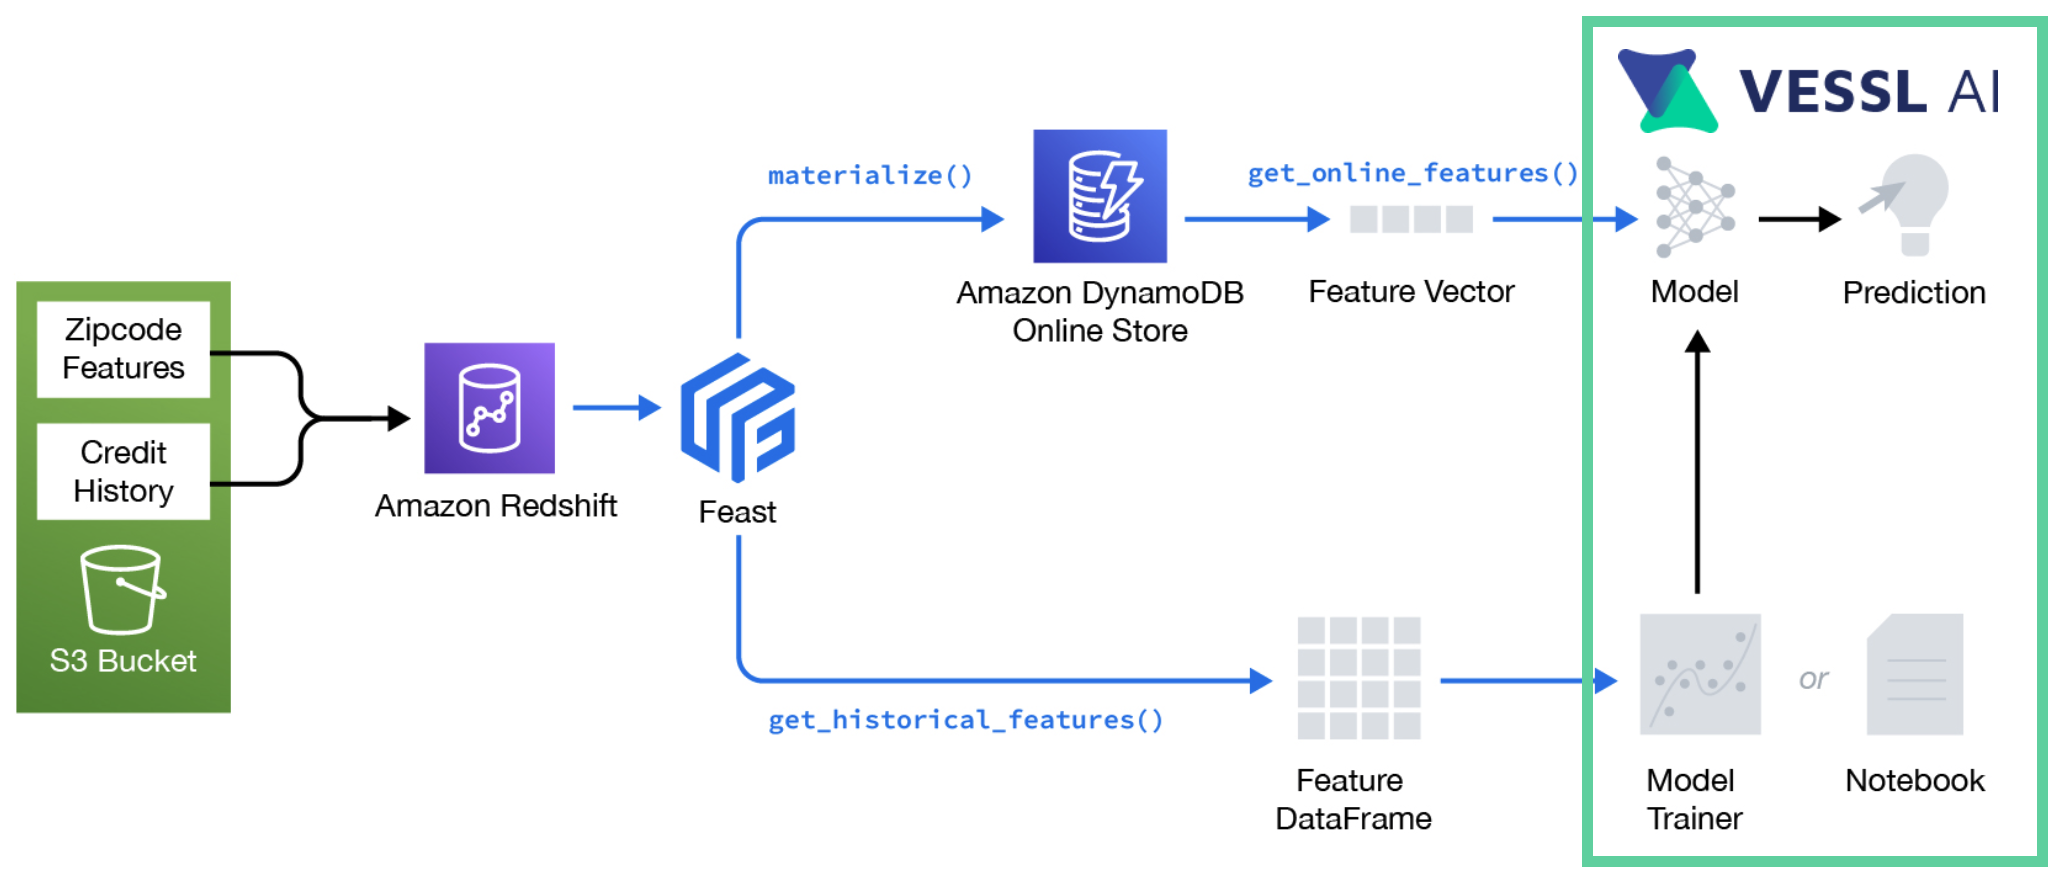 Zipcode
Features
Credit
History
S3 Bucket
Amazon Redshift
Feast
materialize()
Amazon DynamoDB
Online Store
get_online_features()
Feature Vector
get_historical_features()
Feature
DataFrame
VESSL AI
Model
Prediction
Model
Trainer
or
Notebook